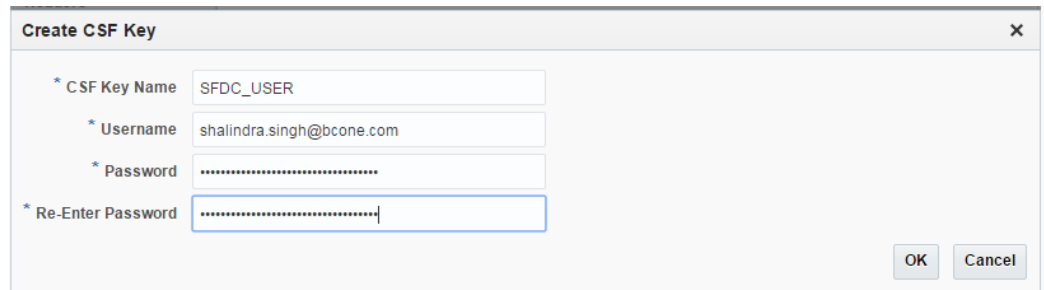 Create CSF Key
* CSF Key Name SFDC_USER
* Username shalindra.singh@bcone.com
* Password ••••••••••••••••••••••••••••••••••••
* Re-Enter Password ••••••••••••••••••••••••••••••••••••
OK Cancel